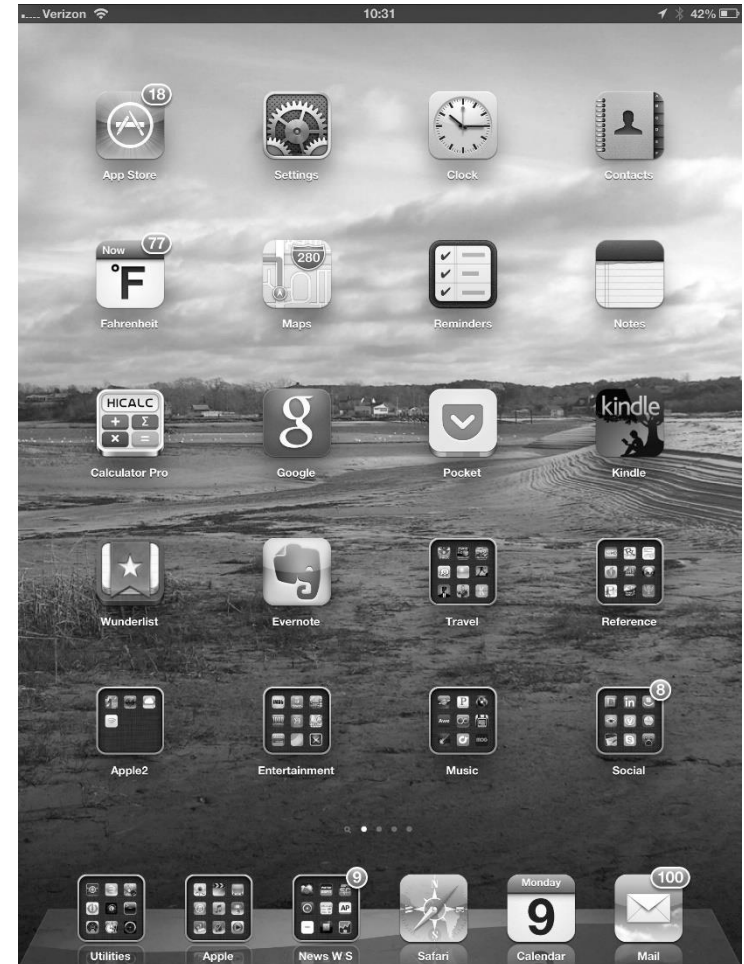 Verizon 10:31 42%
18
App Store Settings Clock Contacts
Now 77 280
°F
Fahrenheit Maps Reminders Notes
HICALC g kindle
+ Σ
× =
Calculator Pro Google Pocket Kindle
Wunderlist Evernote Travel Reference
P in 8
S
Apple2 Entertainment Music Social
9 Monday 100
AP 9
N
Utilities Apple News W S Safari Calendar Mail